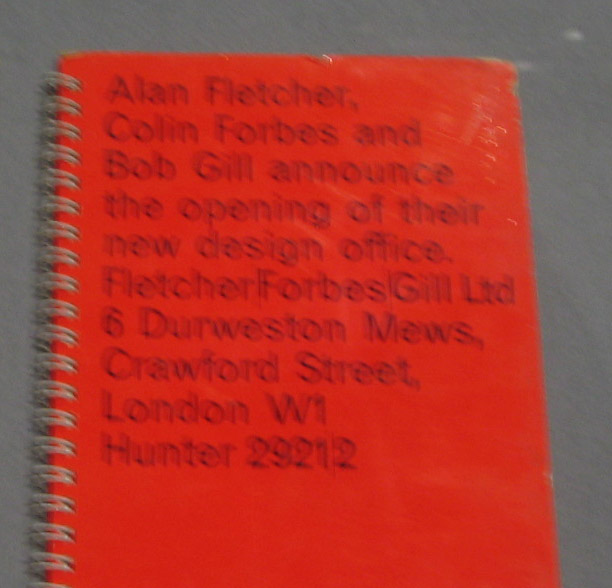 Alan Fletcher,
Colin Forbes and
Bob Gill announce
the opening of their
new design office.
Fletcher|Forbes|Gill Ltd
6 Durweston Mews,
Crawford Street,
London W1
Hunter 2921|2